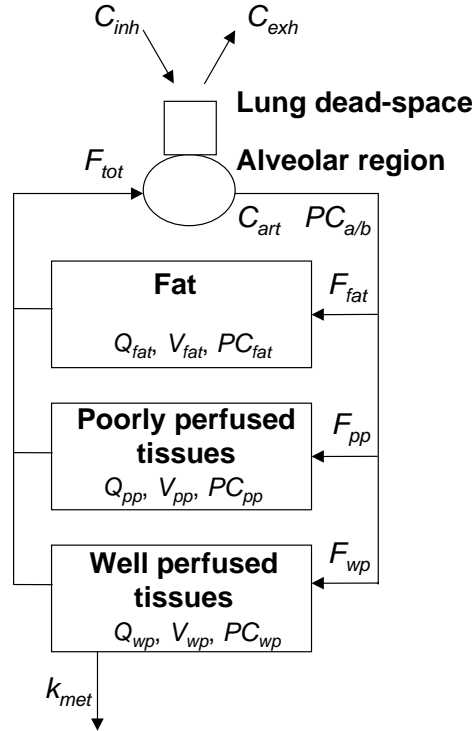 C_inh C_exh
Lung dead-space
F_tot Alveolar region
C_art PC_a/b
Fat F_fat
Q_fat, V_fat, PC_fat
Poorly perfused F_pp
tissues
Q_pp, V_pp, PC_pp
Well perfused F_wp
tissues
Q_wp, V_wp, PC_wp
k_met